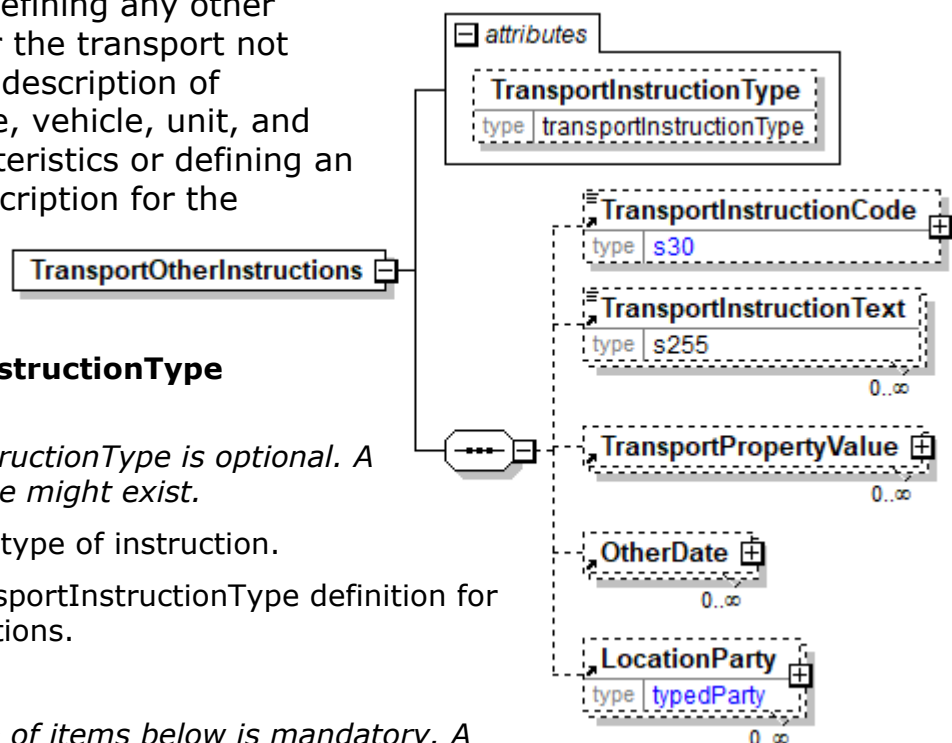 efining any other
r the transport not
description of
e, vehicle, unit, and
teristics or defining an
cription for the
attributes
TransportInstructionType
type transportInstructionType
TransportOtherInstructions
TransportInstructionCode
type s30
TransportInstructionText
type s255
0..∞
structionType
TransportPropertyValue
0..∞
ructionType is optional. A
e might exist.
type of instruction.
OtherDate
0..∞
sportInstructionType definition for
tions.
LocationParty
type typedParty
0..∞
of items below is mandatory. A